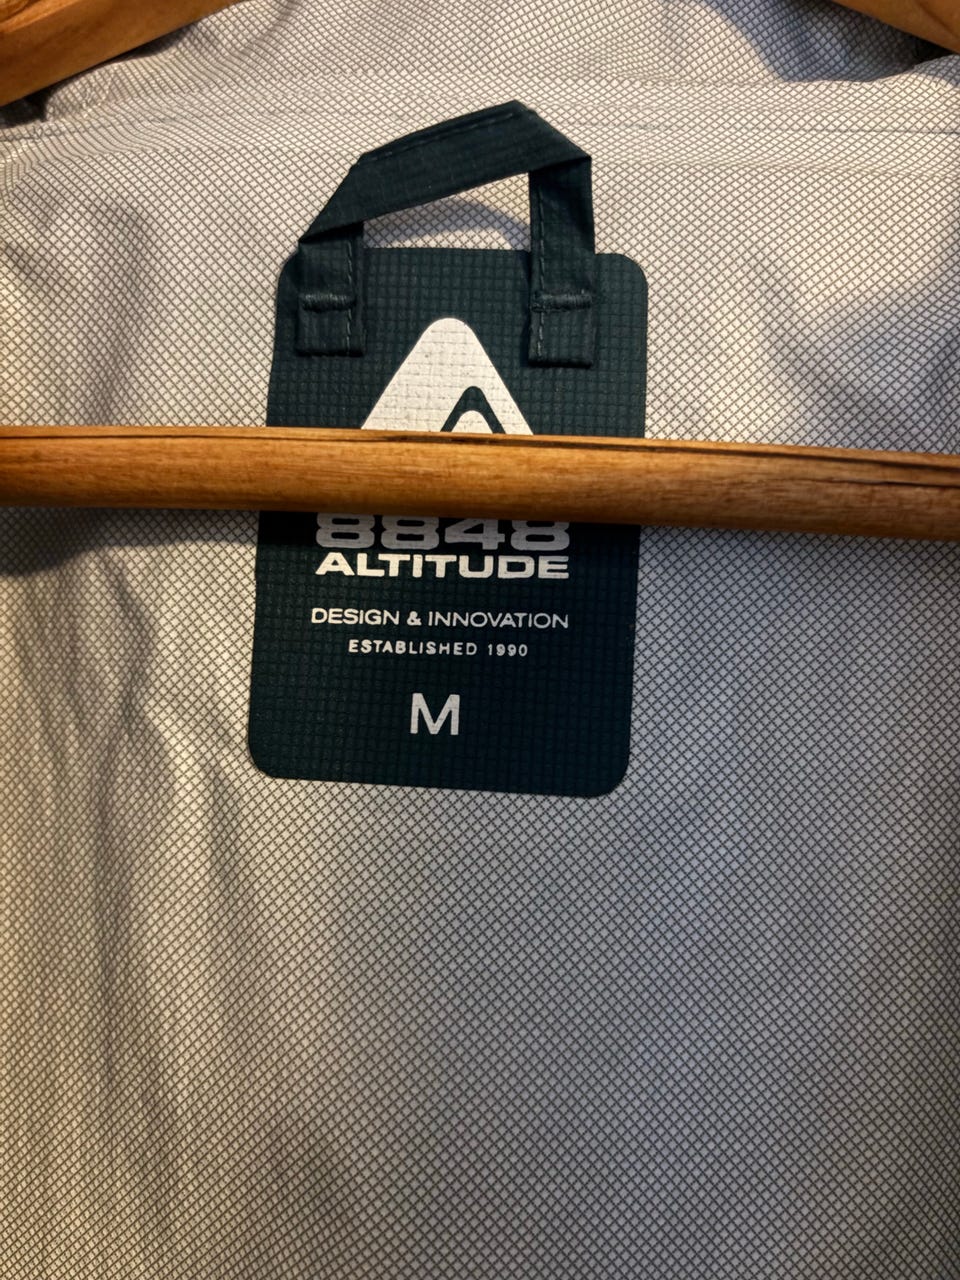 8848
ALTITUDE
DESIGN & INNOVATION
ESTABLISHED 1990
M